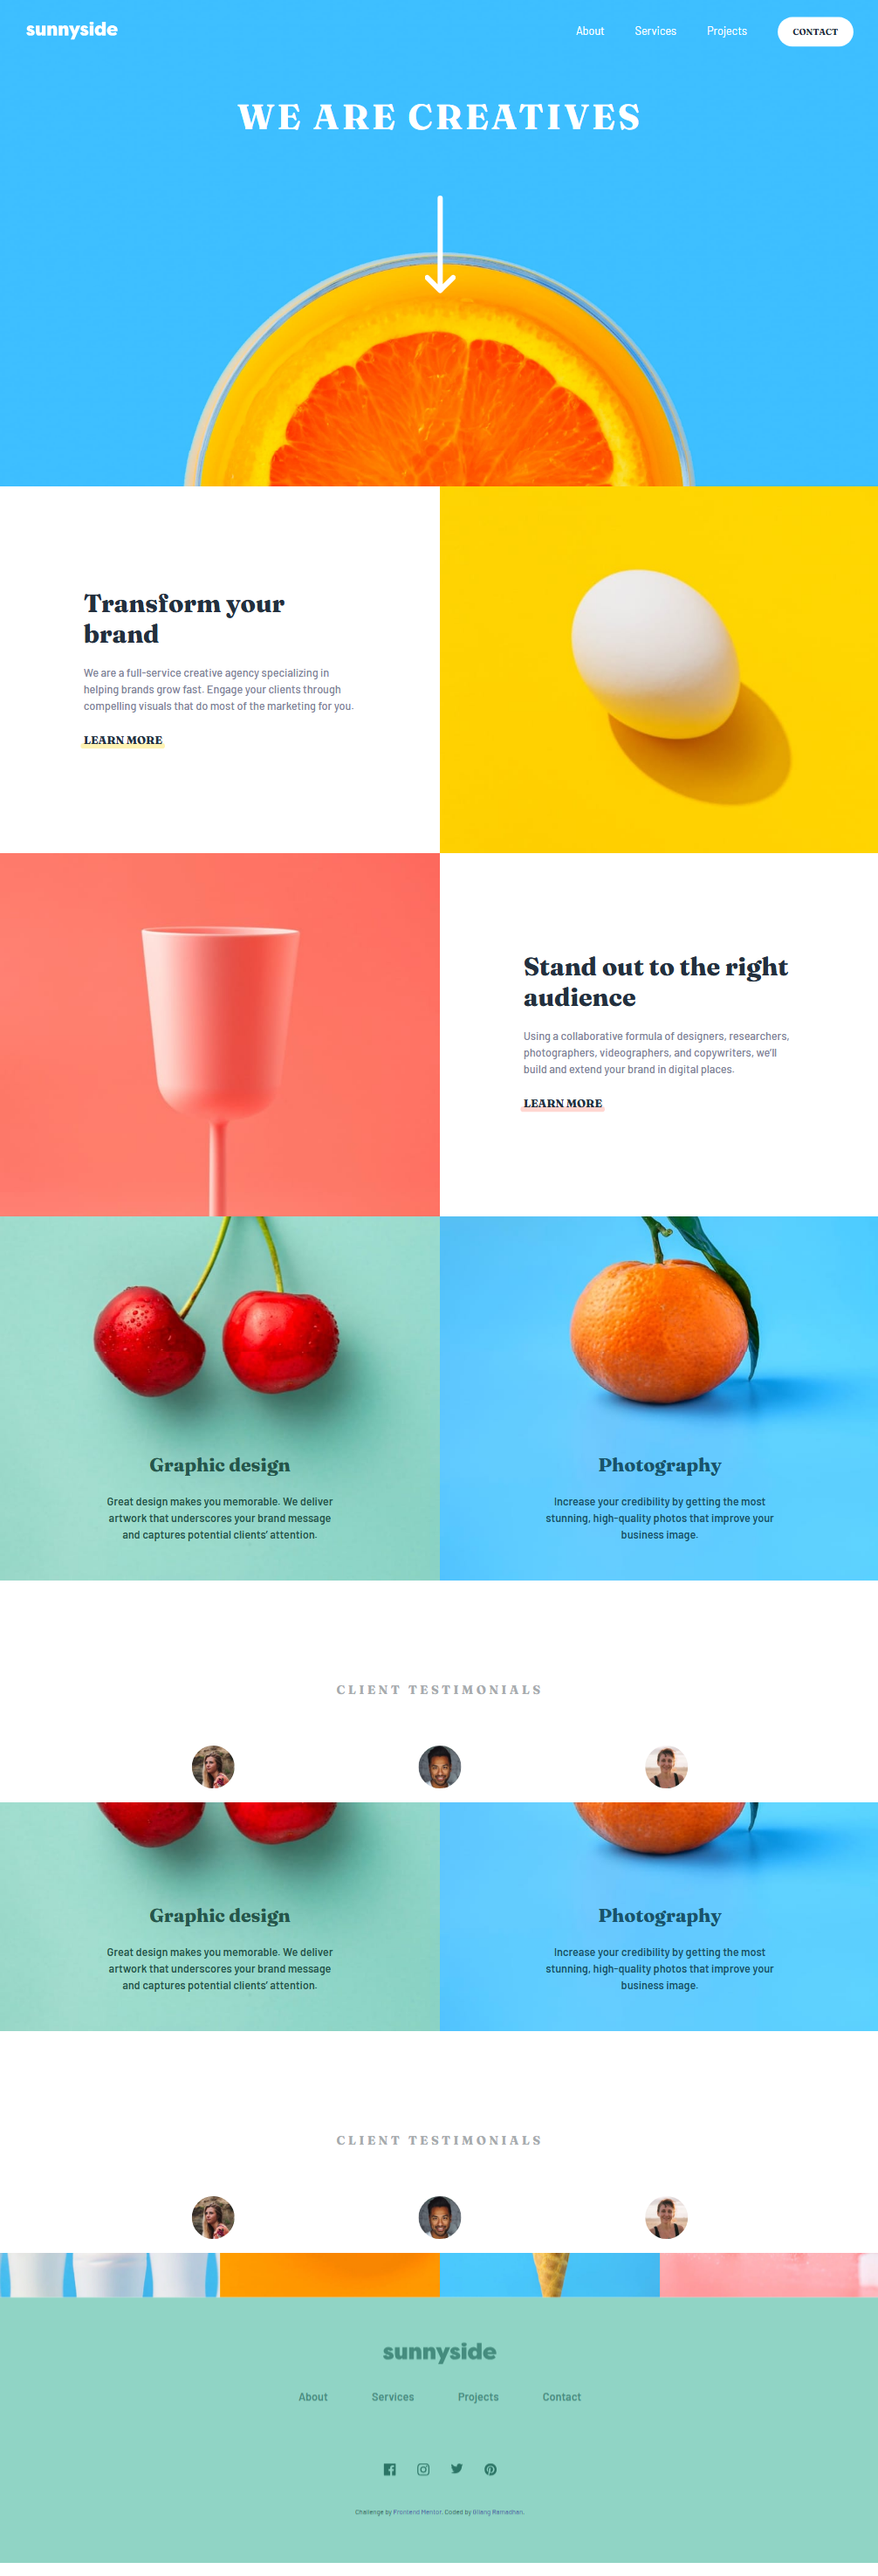 sunnyside
About Services Projects CONTACT
WE ARE CREATIVES
Transform your
brand
We are a full-service creative agency specializing in
helping brands grow fast. Engage your clients through
compelling visuals that do most of the marketing for you.
LEARN MORE
Stand out to the right
audience
Using a collaborative formula of designers, researchers,
photographers, videographers, and copywriters, we'll
build and extend your brand in digital places.
LEARN MORE
Graphic design
Great design makes you memorable. We deliver
artwork that underscores your brand message
and captures potential clients' attention.
Photography
Increase your credibility by getting the most
stunning, high-quality photos that improve your
business image.
CLIENT TESTIMONIALS
Graphic design
Great design makes you memorable. We deliver
artwork that underscores your brand message
and captures potential clients' attention.
Photography
Increase your credibility by getting the most
stunning, high-quality photos that improve your
business image.
CLIENT TESTIMONIALS
sunnyside
About Services Projects Contact
Challenge by Frontend Mentor. Coded by Ramadhan.